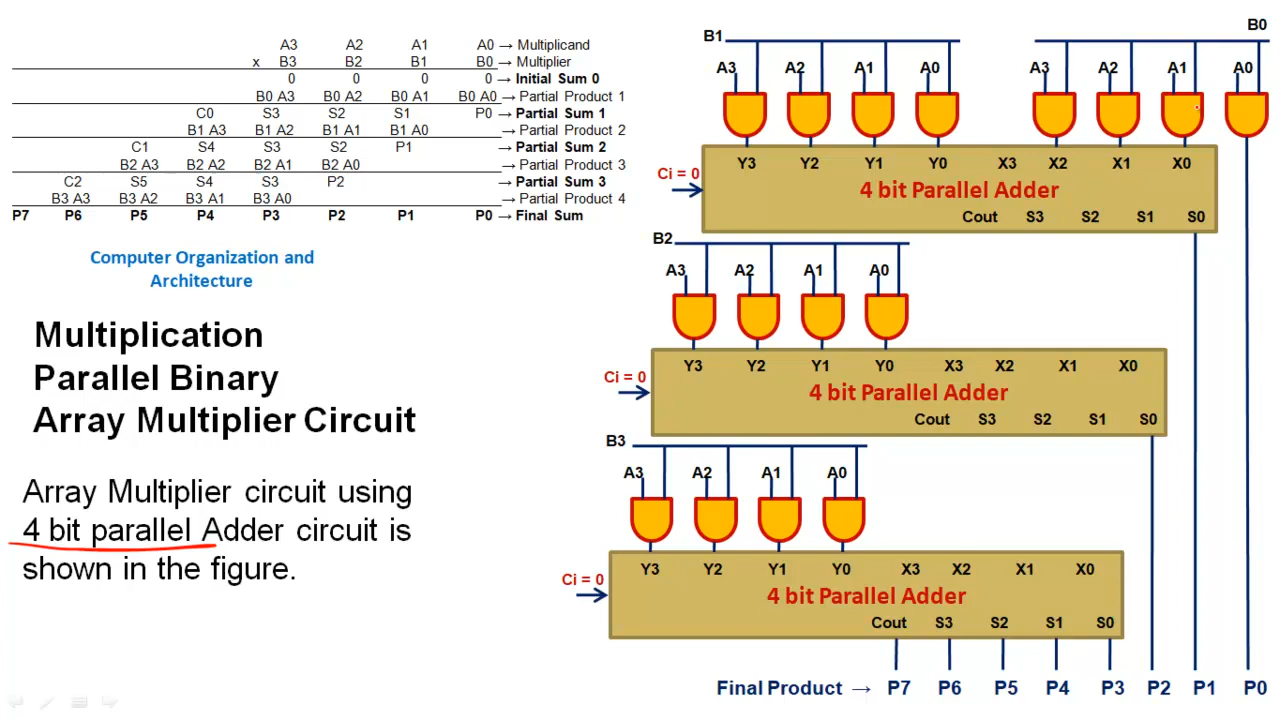 A3 A2 A1 A0 → Multiplicand
x B3 B2 B1 B0 → Multiplier
0 0 0 0 → Initial Sum 0
B0 A3 B0 A2 B0 A1 B0 A0 → Partial Product 1
C0 S3 S2 S1 P0 → Partial Sum 1
B1 A3 B1 A2 B1 A1 B1 A0 → Partial Product 2
C1 S4 S3 S2 P1 → Partial Sum 2
B2 A3 B2 A2 B2 A1 B2 A0 → Partial Product 3
C2 S5 S4 S3 P2 → Partial Sum 3
B3 A3 B3 A2 B3 A1 B3 A0 → Partial Product 4
P7 P6 P5 P4 P3 P2 P1 P0 → Final Sum
Computer Organization and
Architecture
Multiplication
Parallel Binary
Array Multiplier Circuit
Array Multiplier circuit using
4 bit parallel Adder circuit is
shown in the figure.
B1 B0
A3 A2 A1 A0 A3 A2 A1 A0
Y3 Y2 Y1 Y0 X3 X2 X1 X0
Ci = 0 4 bit Parallel Adder
Cout S3 S2 S1 S0
B2
A3 A2 A1 A0
Y3 Y2 Y1 Y0 X3 X2 X1 X0
Ci = 0 4 bit Parallel Adder
Cout S3 S2 S1 S0
B3
A3 A2 A1 A0
Y3 Y2 Y1 Y0 X3 X2 X1 X0
Ci = 0 4 bit Parallel Adder
Cout S3 S2 S1 S0
Final Product → P7 P6 P5 P4 P3 P2 P1 P0